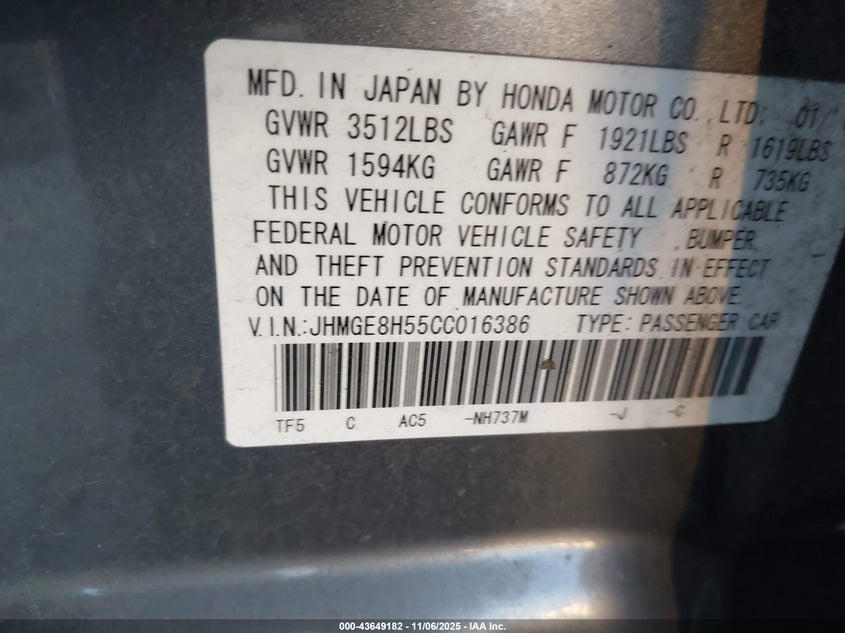 MFD. IN JAPAN BY HONDA MOTOR CO., LTD: 01/
GVWR 3512LBS GAWR F 1921LBS R 1619LBS
GVWR 1594KG GAWR F 872KG R 735KG
THIS VEHICLE CONFORMS TO ALL APPLICABLE
FEDERAL MOTOR VEHICLE SAFETY , BUMPER,
AND THEFT PREVENTION STANDARDS IN EFFECT
ON THE DATE OF MANUFACTURE SHOWN ABOVE.
V.I.N.:JHMGE8H55CC016386 TYPE: PASSENGER CAR
TF5 C AC5 -NH737M -J -C
000-43649182 - 11/06/2025 - IAA Inc.